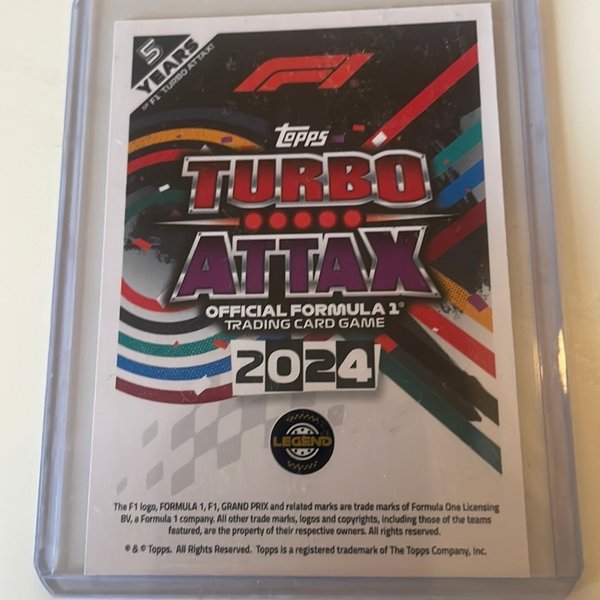 5
YEARS
OF F1 TURBO ATTAX!
F1
Topps
TURBO
ATTAX
OFFICIAL FORMULA 1®
TRADING CARD GAME
2024
LEGEND
The F1 logo, FORMULA 1, F1, GRAND PRIX and related marks are trade marks of Formula One Licensing
BV, a Formula 1 company. All other trade marks, logos and copyrights, including those of the teams
featured, are the property of their respective owners. All rights reserved.
® & © Topps. All Rights Reserved. Topps is a registered trademark of The Topps Company, Inc.